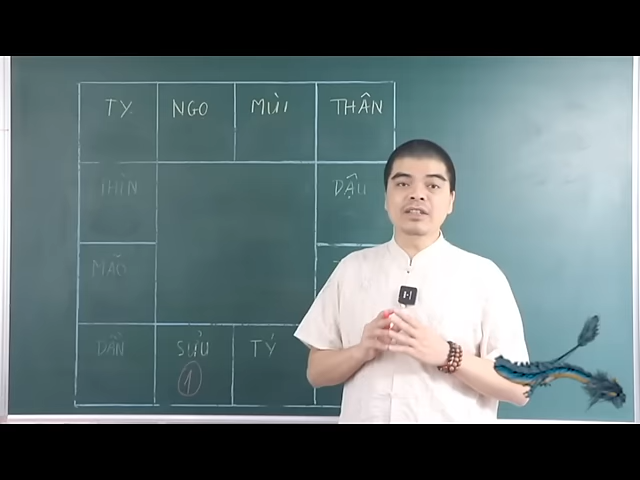 TY NGO MÙI THÂN
THÌN DẬU
MÃO
DẦN SỬU TÝ
1